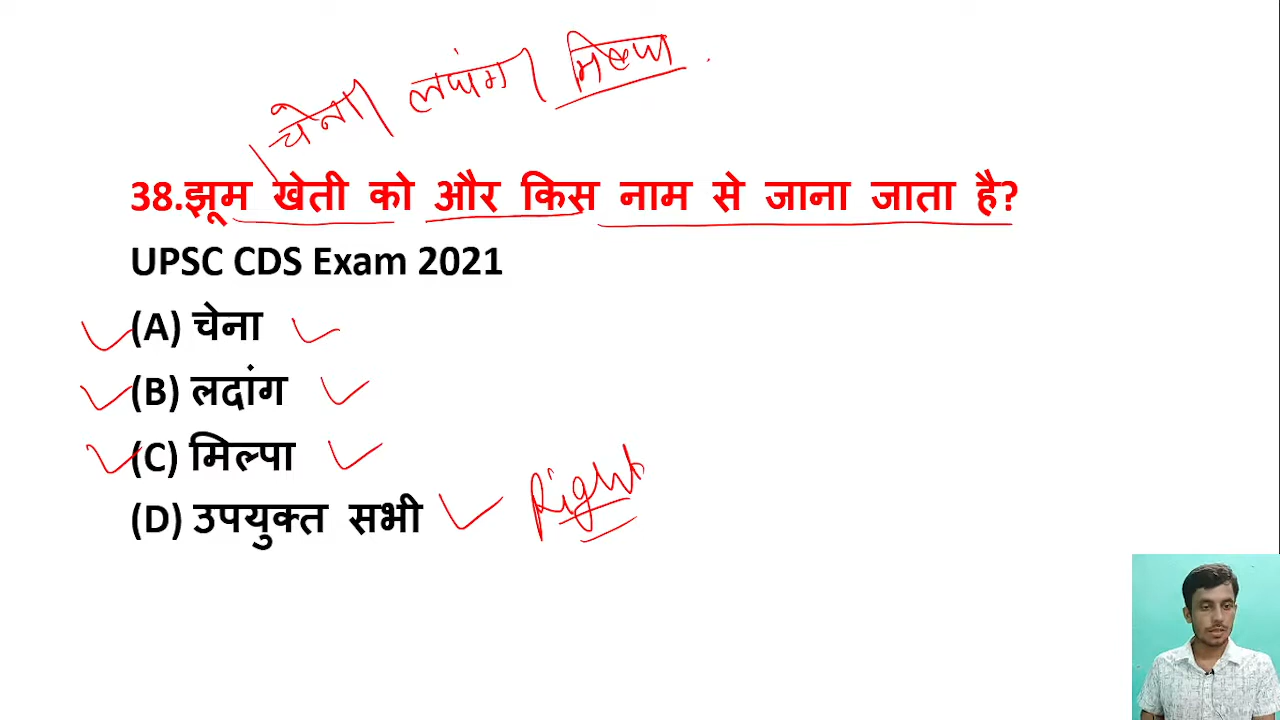 चेना। लदांग। मिल्पा
38.झूम खेती को और किस नाम से जाना जाता है?
UPSC CDS Exam 2021
(A) चेना
(B) लदांग
(C) मिल्पा
(D) उपयुक्त सभी Right